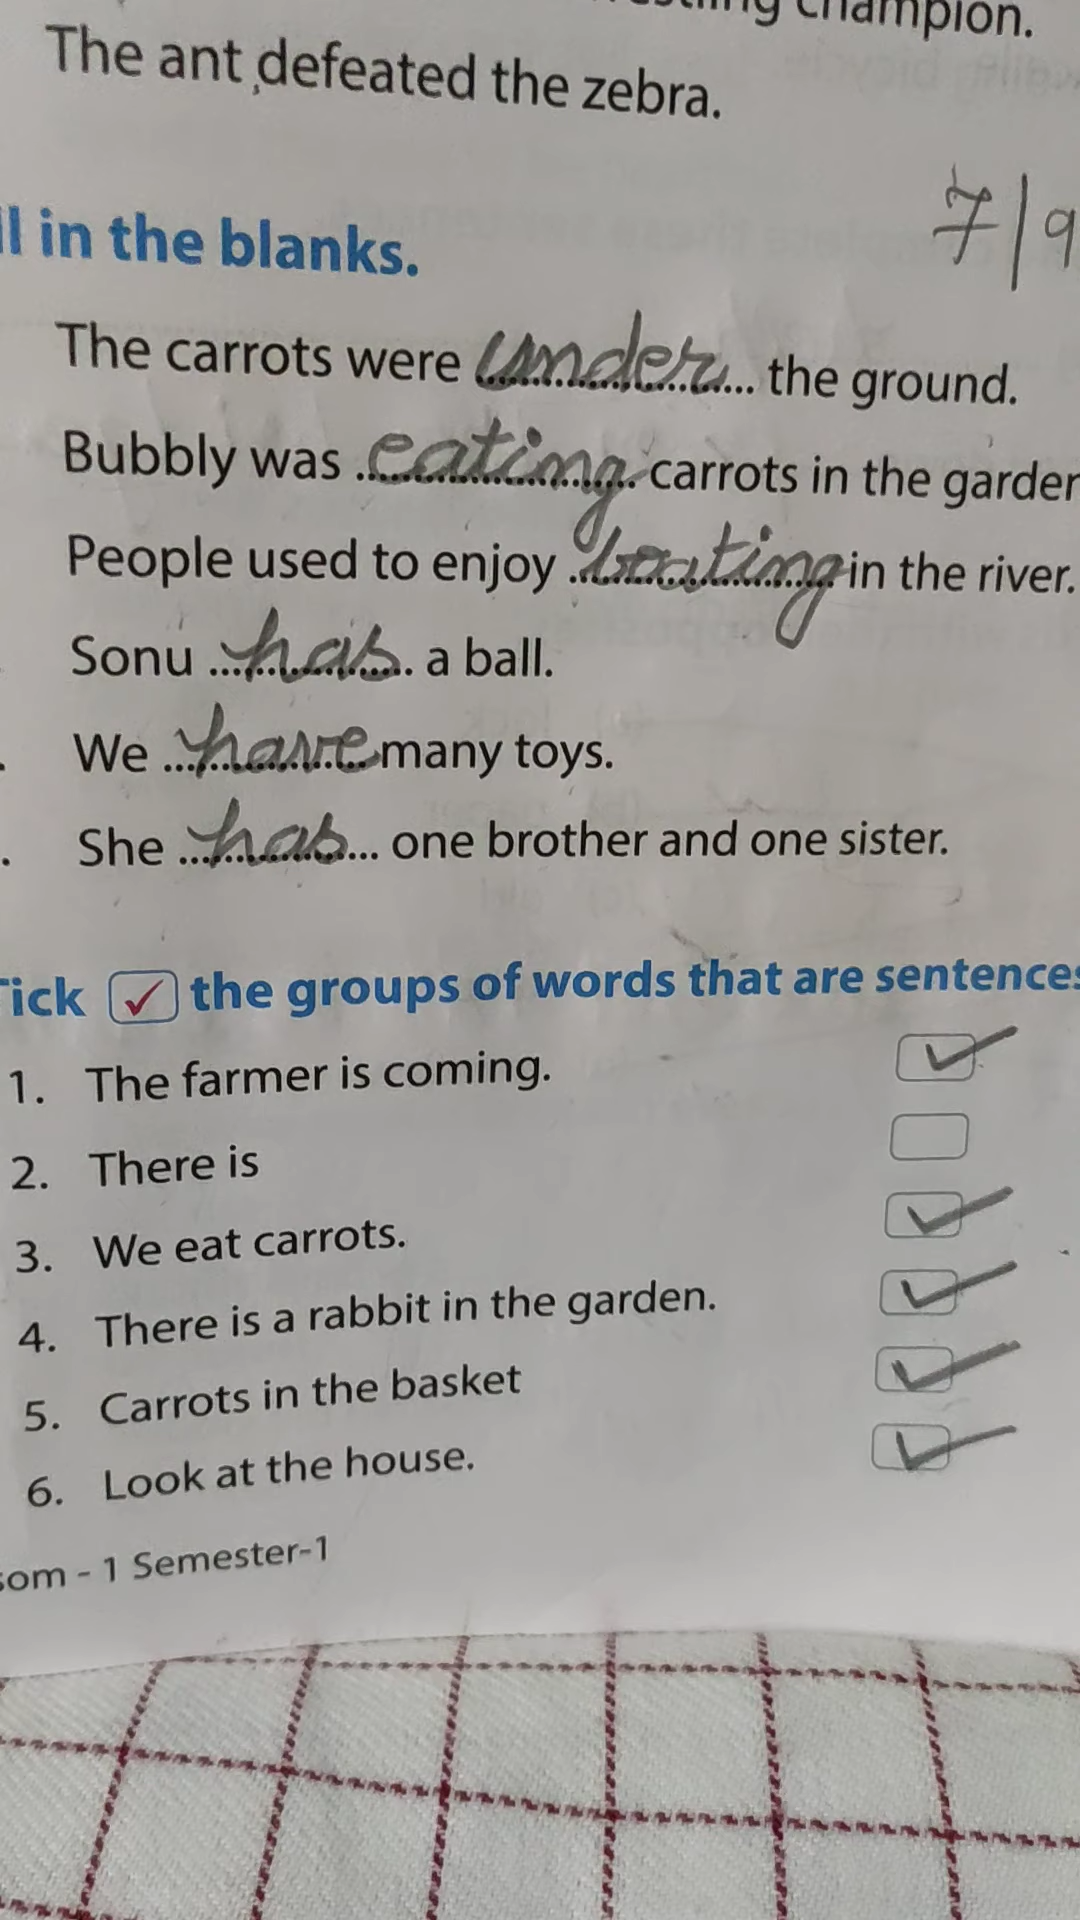 champion.
The ant defeated the zebra.
7/9
in the blanks.
The carrots were under the ground.
Bubbly was eating carrots in the garden
People used to enjoy boating in the river.
Sonu has a ball.
We have many toys.
She has one brother and one sister.
Tick ✓ the groups of words that are sentences
1. The farmer is coming. ✓
2. There is
3. We eat carrots. ✓
4. There is a rabbit in the garden. ✓
5. Carrots in the basket ✓
6. Look at the house. ✓
som - 1 Semester-1